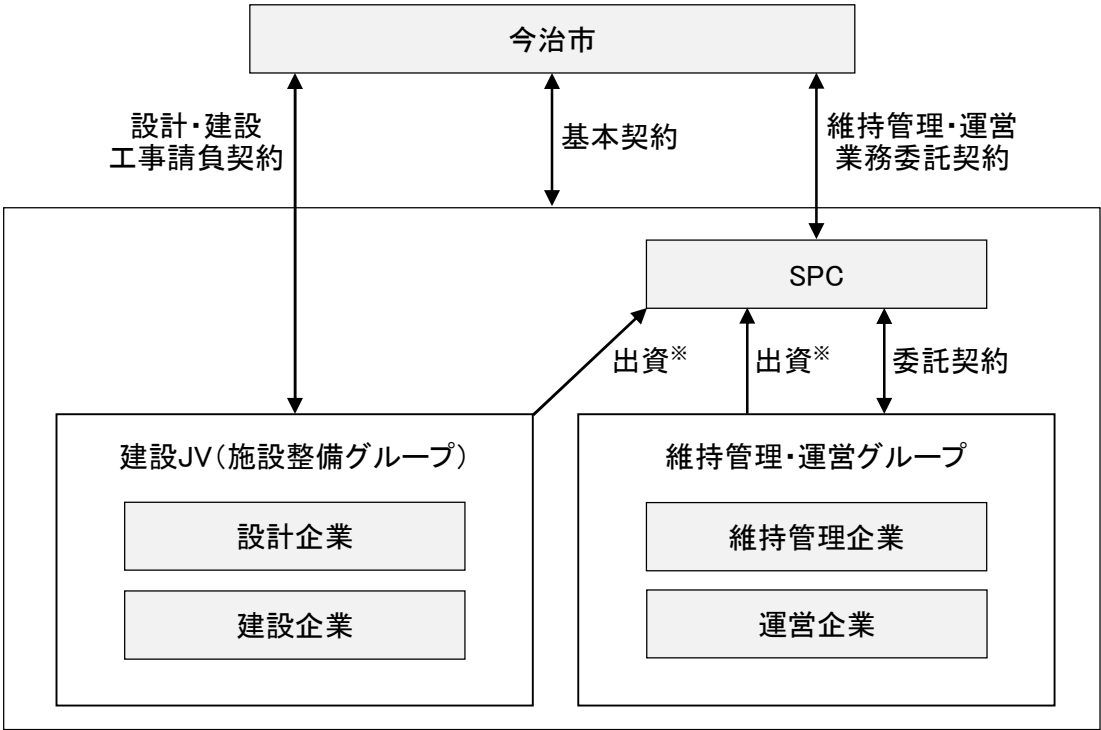 今治市
設計・建設
工事請負契約
基本契約
維持管理・運営
業務委託契約
SPC
出資※
出資※
委託契約
建設JV(施設整備グループ)
設計企業
建設企業
維持管理・運営グループ
維持管理企業
運営企業